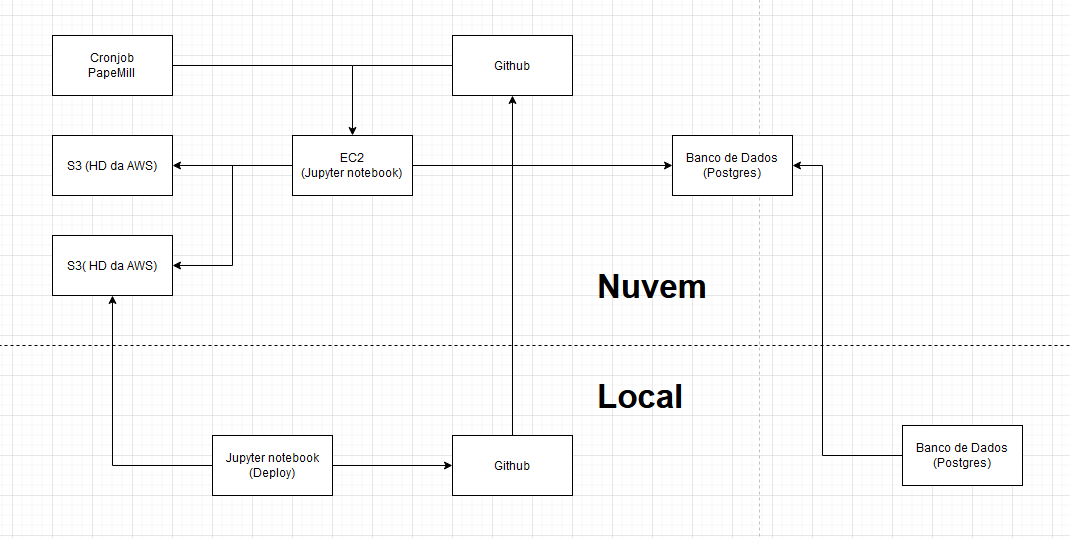 Cronjob
PapeMill
Github
S3 (HD da AWS)
EC2
(Jupyter notebook)
Banco de Dados
(Postgres)
S3( HD da AWS)
Nuvem
Local
Jupyter notebook
(Deploy)
Github
Banco de Dados
(Postgres)